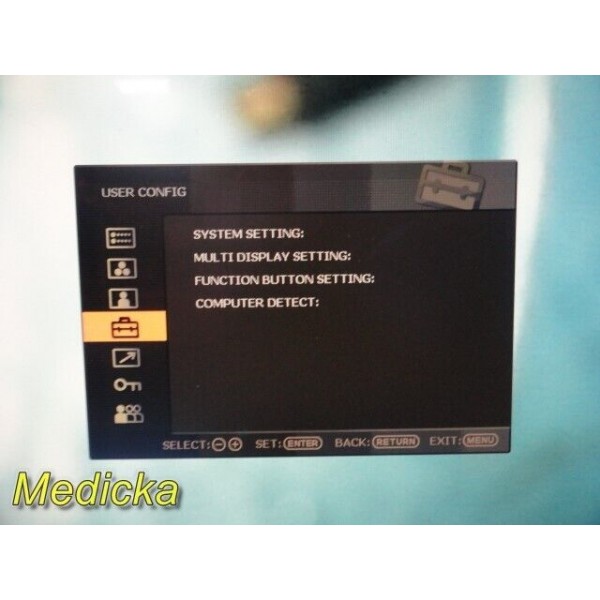 USER CONFIG
SYSTEM SETTING:
MULTI DISPLAY SETTING:
FUNCTION BUTTON SETTING:
COMPUTER DETECT:
SELECT: SET: ENTER BACK: RETURN EXIT: MENU
Medicka